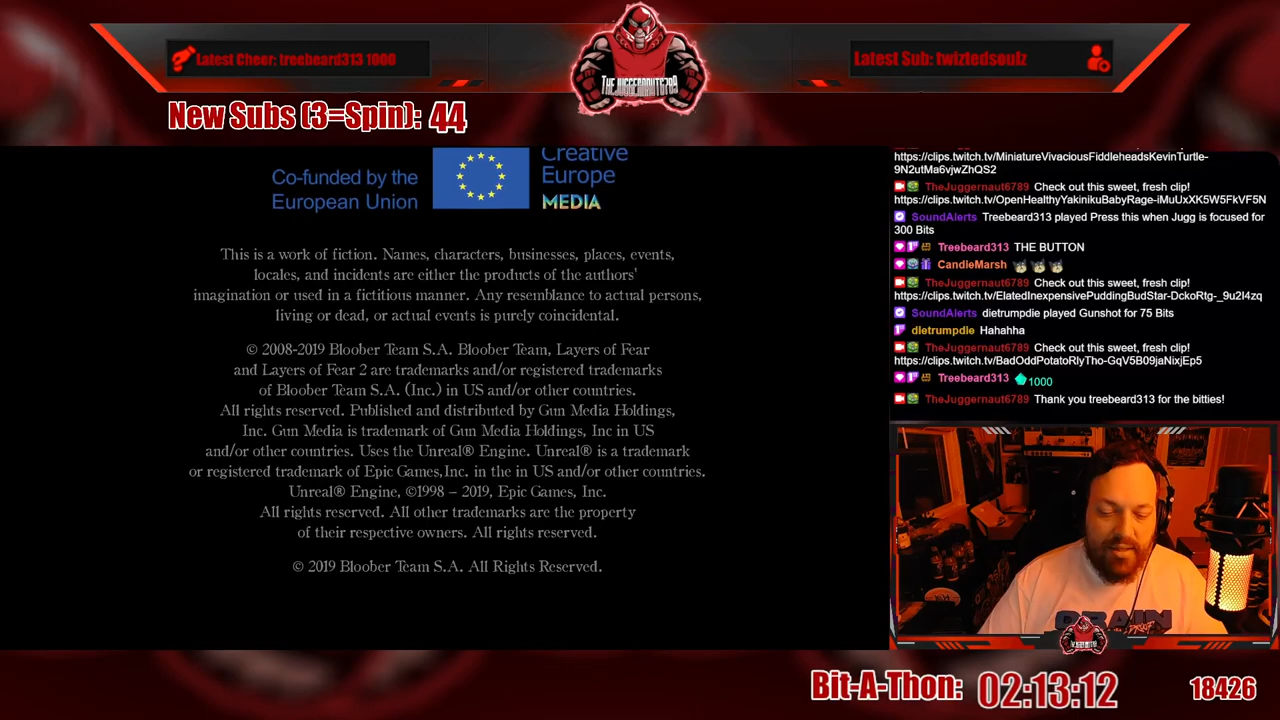 Latest Cheer: treebeard313 1000
THEJUGGERNAUT6789
Latest Sub: twiztedsoulz
New Subs (3=Spin): 44
Co-funded by the
European Union
Creative
Europe
MEDIA
This is a work of fiction. Names, characters, businesses, places, events,
locales, and incidents are either the products of the authors'
imagination or used in a fictitious manner. Any resemblance to actual persons,
living or dead, or actual events is purely coincidental.
© 2008-2019 Bloober Team S.A. Bloober Team, Layers of Fear
and Layers of Fear 2 are trademarks and/or registered trademarks
of Bloober Team S.A. (Inc.) in US and/or other countries.
All rights reserved. Published and distributed by Gun Media Holdings,
Inc. Gun Media is trademark of Gun Media Holdings, Inc in US
and/or other countries. Uses the Unreal® Engine. Unreal® is a trademark
or registered trademark of Epic Games,Inc. in the in US and/or other countries.
Unreal® Engine, ©1998 – 2019, Epic Games, Inc.
All rights reserved. All other trademarks are the property
of their respective owners. All rights reserved.
© 2019 Bloober Team S.A. All Rights Reserved.
https://clips.twitch.tv/MiniatureVivaciousFiddleheadsKevinTurtle-
9N2utMa6vjwZhQS2
TheJuggernaut6789 Check out this sweet, fresh clip!
https://clips.twitch.tv/OpenHealthyYakinikuBabyRage-iMuUxXK5W5FkVF5N
SoundAlerts Treebeard313 played Press this when Jugg is focused for
300 Bits
Treebeard313 THE BUTTON
CandleMarsh
TheJuggernaut6789 Check out this sweet, fresh clip!
https://clips.twitch.tv/ElatedInexpensivePuddingBudStar-DckoRtg-_9u2I4zq
SoundAlerts dietrumpdie played Gunshot for 75 Bits
dietrumpdie Hahahha
TheJuggernaut6789 Check out this sweet, fresh clip!
https://clips.twitch.tv/BadOddPotatoRlyTho-GqV5B09jaNixjEp5
Treebeard313 1000
TheJuggernaut6789 Thank you treebeard313 for the bitties!
Bit-A-Thon: 02:13:12 18426